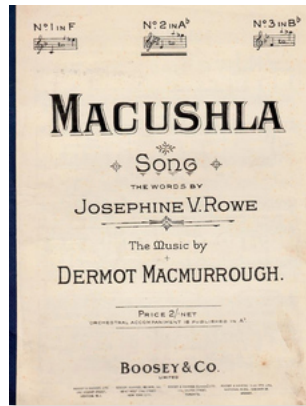 Nº 1 IN F
Nº 2 IN A♭
Nº 3 IN B♭
MACUSHLA
SONG
THE WORDS BY
JOSEPHINE V. ROWE
The Music by
DERMOT MACMURROUGH.
PRICE 2/- NET
ORCHESTRAL ACCOMPANIMENT IS PUBLISHED IN A♭
BOOSEY & CO.
LIMITED